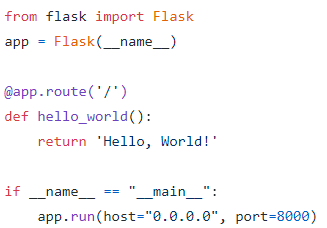 from flask import Flask
app = Flask(__name__)

@app.route('/')
def hello_world():
    return 'Hello, World!'

if __name__ == "__main__":
    app.run(host="0.0.0.0", port=8000)